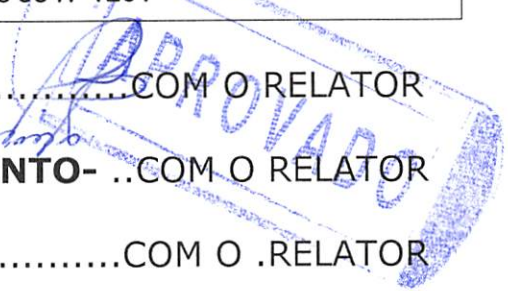 APROVADO
............COM O RELATOR
NTO- ..COM O RELATOR
..........COM O .RELATOR